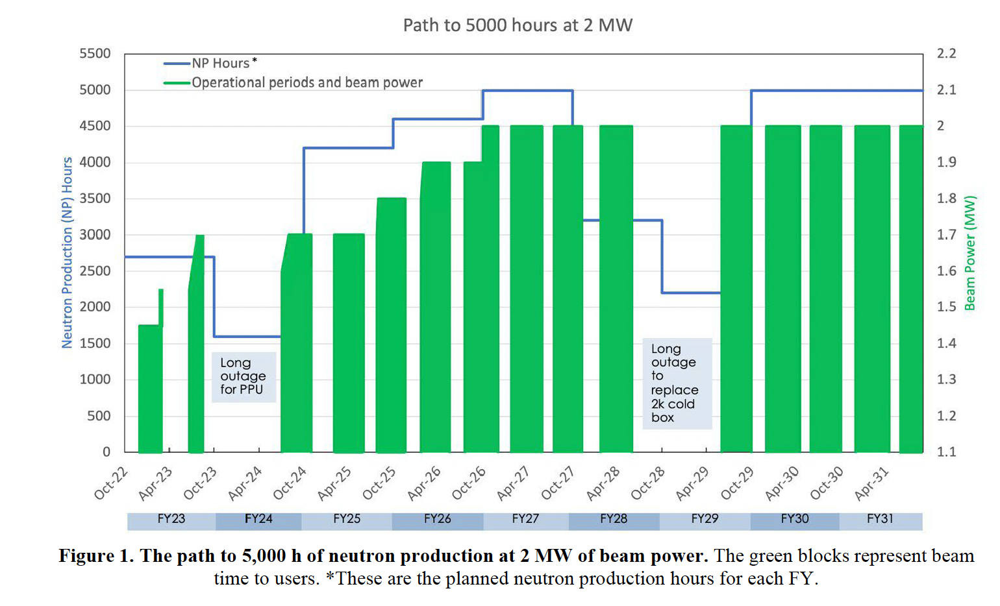 Path to 5000 hours at 2 MW
NP Hours*
Operational periods and beam power
Neutron Production (NP) Hours
5500
5000
4500
4000
3500
3000
2500
2000
1500
1000
500
0
2.2
2.1
2
1.9
1.8
1.7
1.6
1.5
1.4
1.3
1.2
1.1
Beam Power (MW)
Long
outage
for PPU
Long
outage
to
replace
2k cold
box
Oct-22
Apr-23
Oct-23
Apr-24
Oct-24
Apr-25
Oct-25
Apr-26
Oct-26
Apr-27
Oct-27
Apr-28
Oct-28
Apr-29
Oct-29
Apr-30
Oct-30
Apr-31
FY23 FY24 FY25 FY26 FY27 FY28 FY29 FY30 FY31
Figure 1. The path to 5,000 h of neutron production at 2 MW of beam power. The green blocks represent beam
time to users. *These are the planned neutron production hours for each FY.